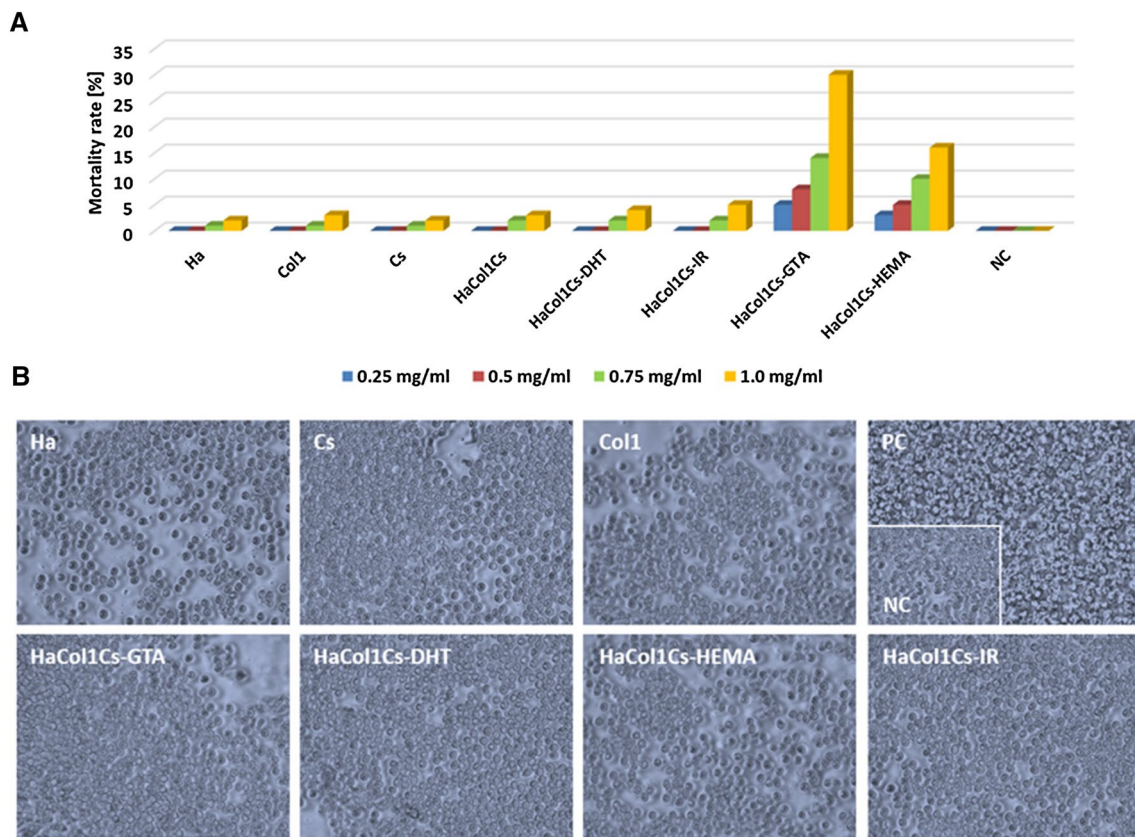 A
Mortality rate [%]
35
30
25
20
15
10
5
0
Ha
Col1
Cs
HaCol1Cs
HaCol1Cs-DHT
HaCol1Cs-IR
HaCol1Cs-GTA
HaCol1Cs-HEMA
NC
0.25 mg/ml 0.5 mg/ml 0.75 mg/ml 1.0 mg/ml
B
Ha
Cs
Col1
PC
NC
HaCol1Cs-GTA
HaCol1Cs-DHT
HaCol1Cs-HEMA
HaCol1Cs-IR